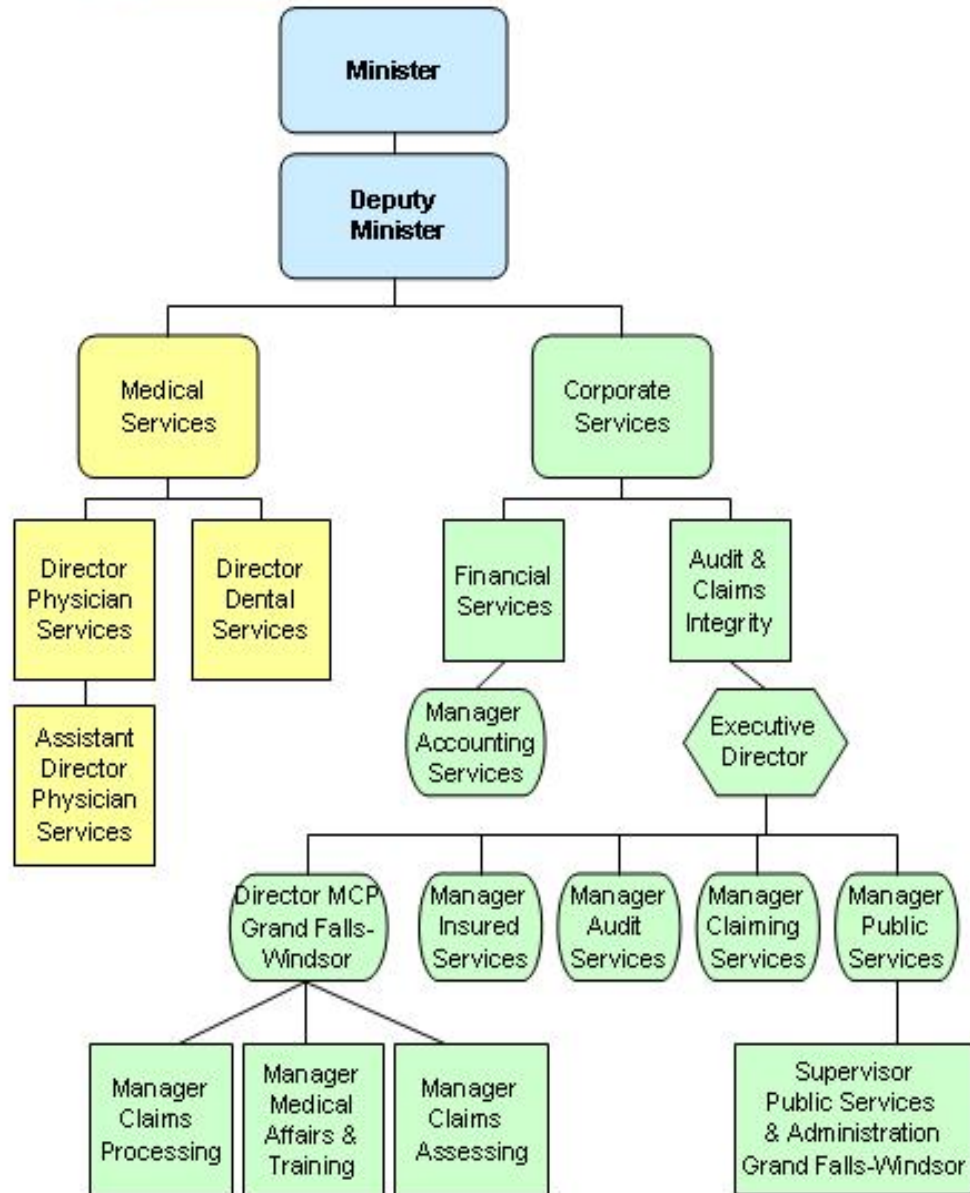 Minister
Deputy
Minister
Medical
Services
Corporate
Services
Director
Physician
Services
Director
Dental
Services
Financial
Services
Audit &
Claims
Integrity
Assistant
Director
Physician
Services
Manager
Accounting
Services
Executive
Director
Director MCP
Grand Falls-
Windsor
Manager
Insured
Services
Manager
Audit
Services
Manager
Claiming
Services
Manager
Public
Services
Manager
Claims
Processing
Manager
Medical
Affairs &
Training
Manager
Claims
Assessing
Supervisor
Public Services
& Administration
Grand Falls-Windsor